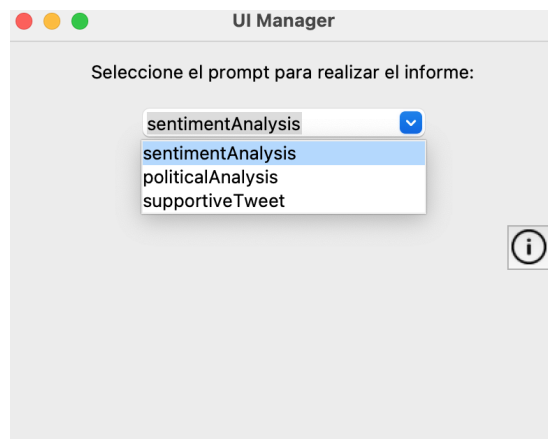 UI Manager
Seleccione el prompt para realizar el informe:
sentimentAnalysis
sentimentAnalysis
politicalAnalysis
supportiveTweet